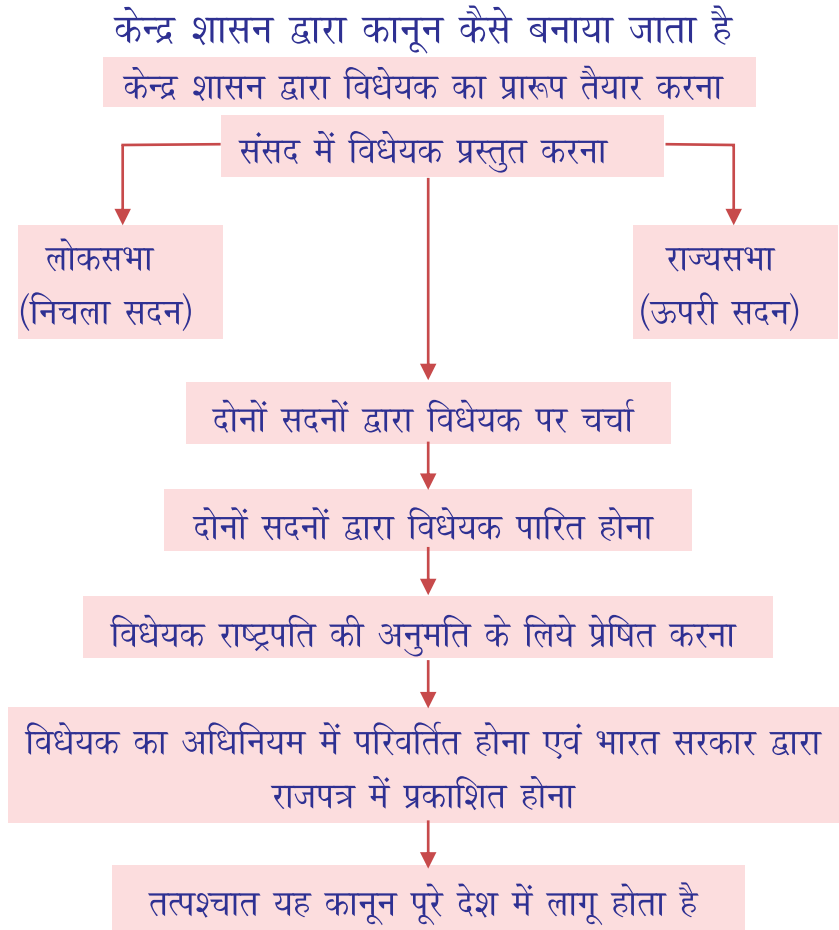 केन्द्र शासन द्वारा कानून कैसे बनाया जाता है
केन्द्र शासन द्वारा विधेयक का प्रारूप तैयार करना
संसद में विधेयक प्रस्तुत करना
लोकसभा
(निचला सदन)
राज्यसभा
(ऊपरी सदन)
दोनों सदनों द्वारा विधेयक पर चर्चा
दोनों सदनों द्वारा विधेयक पारित होना
विधेयक राष्ट्रपति की अनुमति के लिये प्रेषित करना
विधेयक का अधिनियम में परिवर्तित होना एवं भारत सरकार द्वारा
राजपत्र में प्रकाशित होना
तत्पश्चात यह कानून पूरे देश में लागू होता है